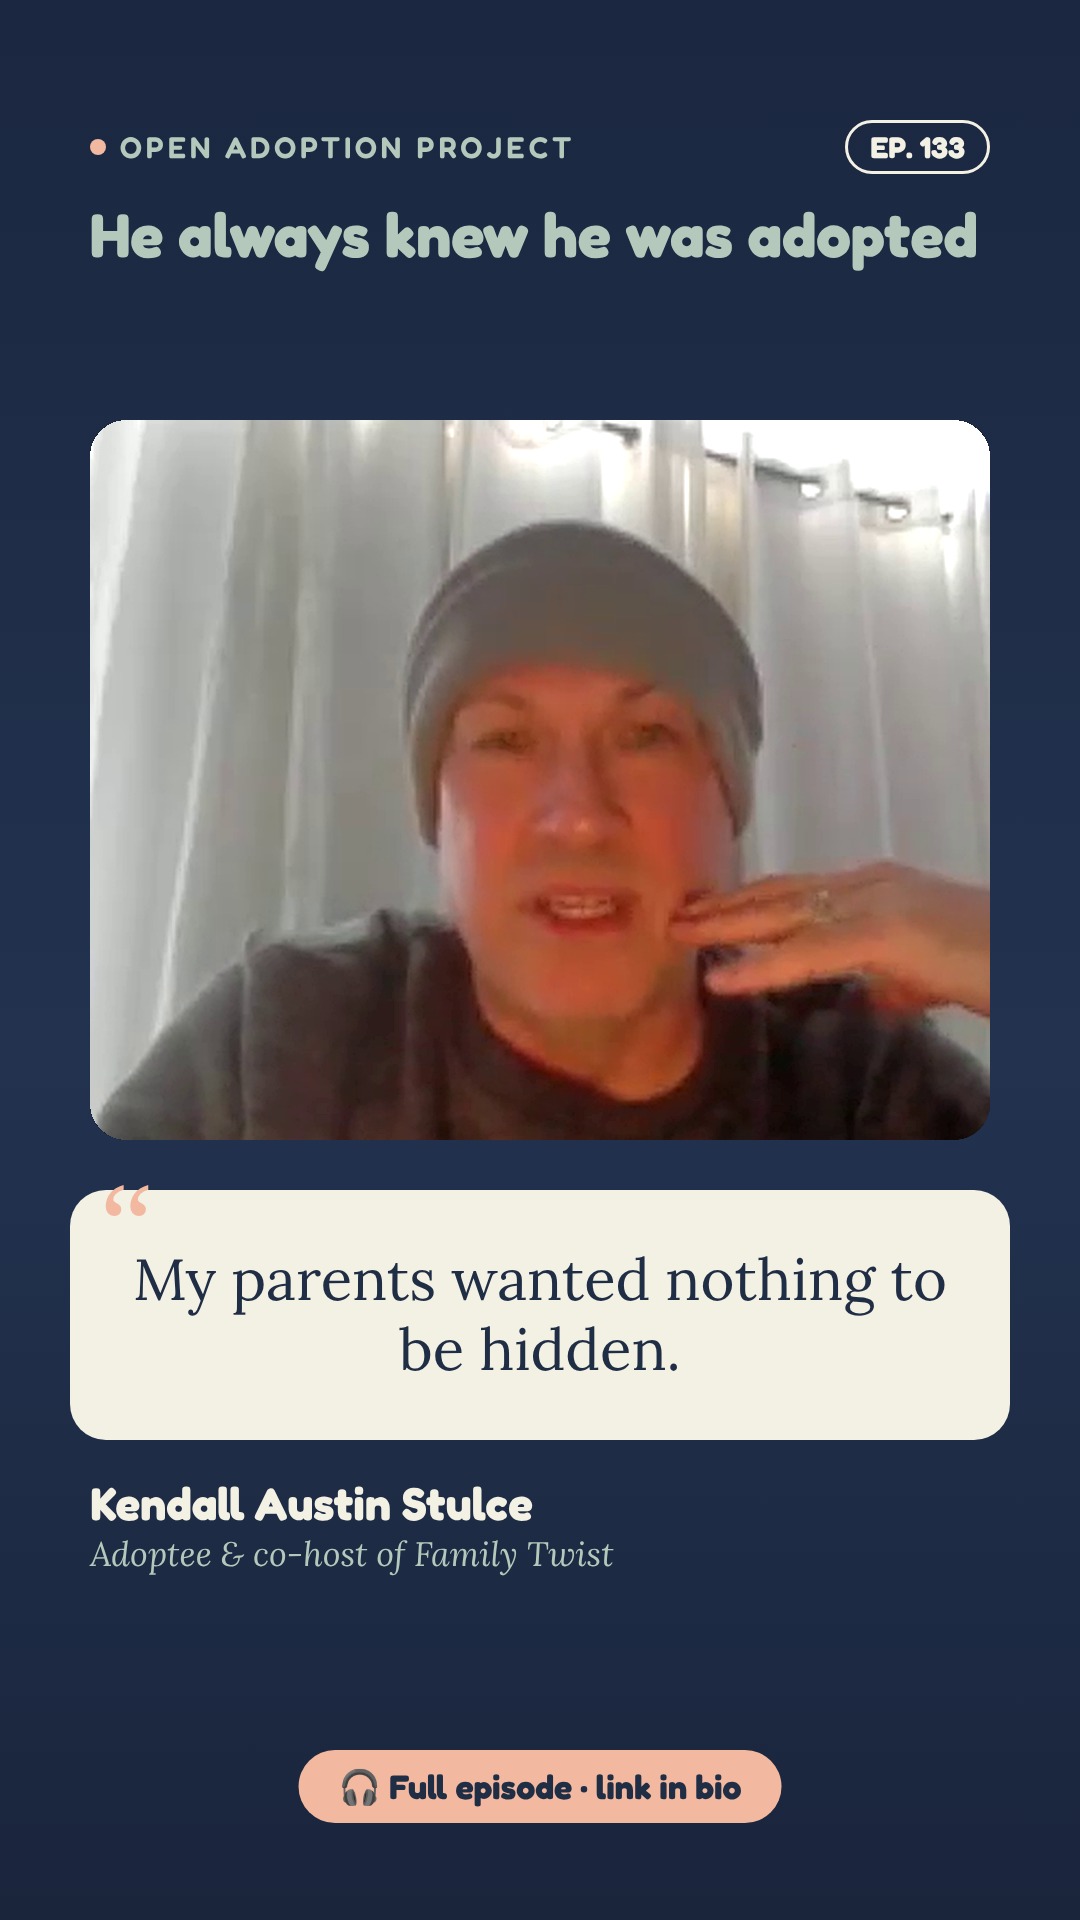 OPEN ADOPTION PROJECT
EP. 133
He always knew he was adopted
“
My parents wanted nothing to
be hidden.
Kendall Austin Stulce
Adoptee & co-host of Family Twist
🎧 Full episode · link in bio